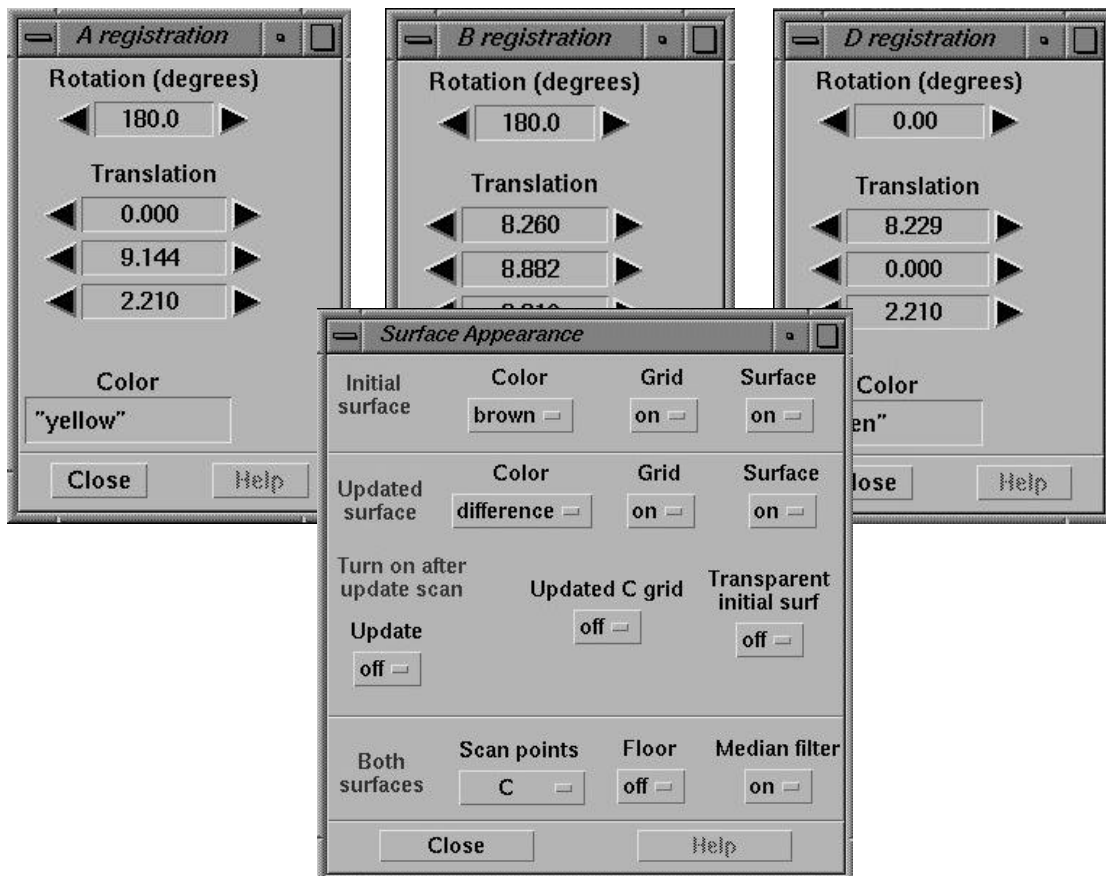 A registration
Rotation (degrees)
180.0
Translation
0.000
9.144
2.210
Color
"yellow"
Close Help
B registration
Rotation (degrees)
180.0
Translation
8.260
8.882
D registration
Rotation (degrees)
0.00
Translation
8.229
0.000
2.210
Color
en"
lose Help
Surface Appearance
Initial surface Color Grid Surface
brown on on
Updated surface Color Grid Surface
difference on on
Turn on after
update scan
Updated C grid
Transparent
initial surf
Update
off
off
off
Both surfaces Scan points Floor Median filter
C off on
Close Help